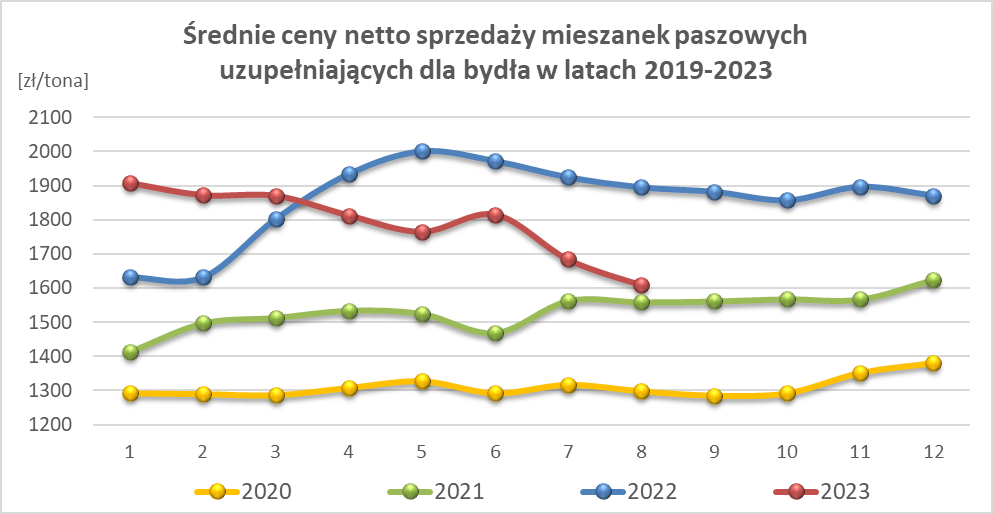 Średnie ceny netto sprzedaży mieszanek paszowych
uzupełniających dla bydła w latach 2019-2023
[zł/tona]
2100
2000
1900
1800
1700
1600
1500
1400
1300
1200
1 2 3 4 5 6 7 8 9 10 11 12
2020 2021 2022 2023